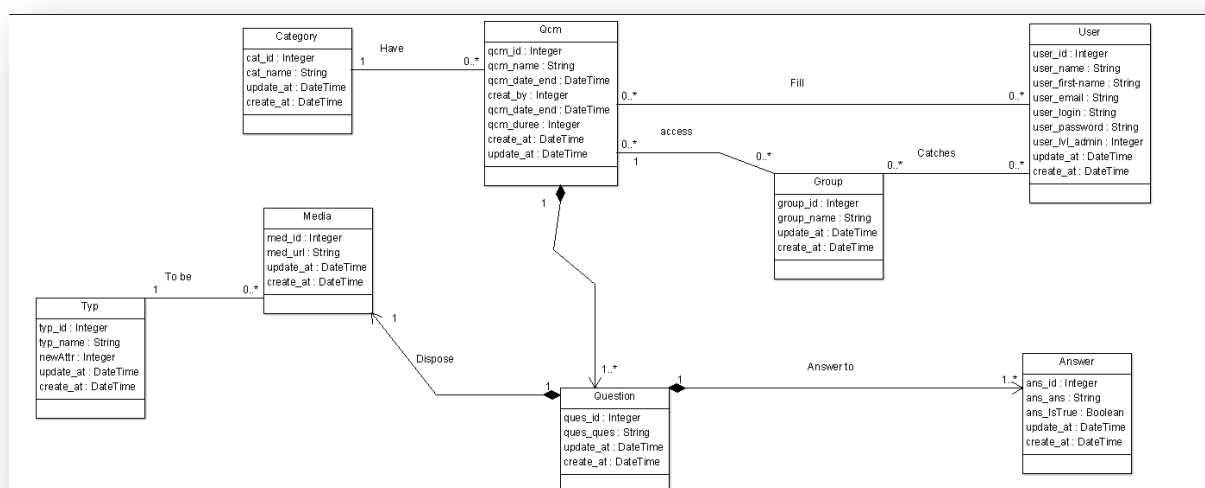 Category
cat_id : Integer
cat_name : String
update_at : DateTime
create_at : DateTime
Have
1
0..*
Qcm
qcm_id : Integer
qcm_name : String
qcm_date_end : DateTime
creat_by : Integer
qcm_date_end : DateTime
qcm_duree : Integer
create_at : DateTime
update_at : DateTime
Fill
0..*
0..*
User
user_id : Integer
user_name : String
user_first-name : String
user_email : String
user_login : String
user_password : String
user_lvl_admin : Integer
update_at : DateTime
create_at : DateTime
access
0..*
1
0..*
Catches
0..*
0..*
Group
group_id : Integer
group_name : String
update_at : DateTime
create_at : DateTime
1
1..*
Media
med_id : Integer
med_url : String
update_at : DateTime
create_at : DateTime
To be
1
0..*
Typ
typ_id : Integer
typ_name : String
newAttr : Integer
update_at : DateTime
create_at : DateTime
1
Dispose
1
Question
ques_id : Integer
ques_ques : String
update_at : DateTime
create_at : DateTime
1
Answer to
1..*
Answer
ans_id : Integer
ans_ans : String
ans_IsTrue : Boolean
update_at : DateTime
create_at : DateTime